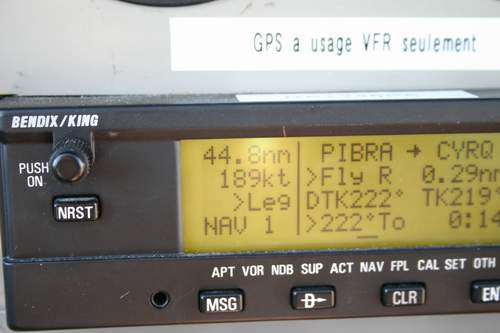 GPS a usage VFR seulement
BENDIX/KING
PUSH
ON
NRST
44.8nm PIBRA → CYRQ
189kt >Fly R 0.29nm
>Leg DTK222° TK219°
NAV 1 >222°To 0:14
APT VOR NDB SUP ACT NAV FPL CAL SET OTH
MSG D→ CLR EN